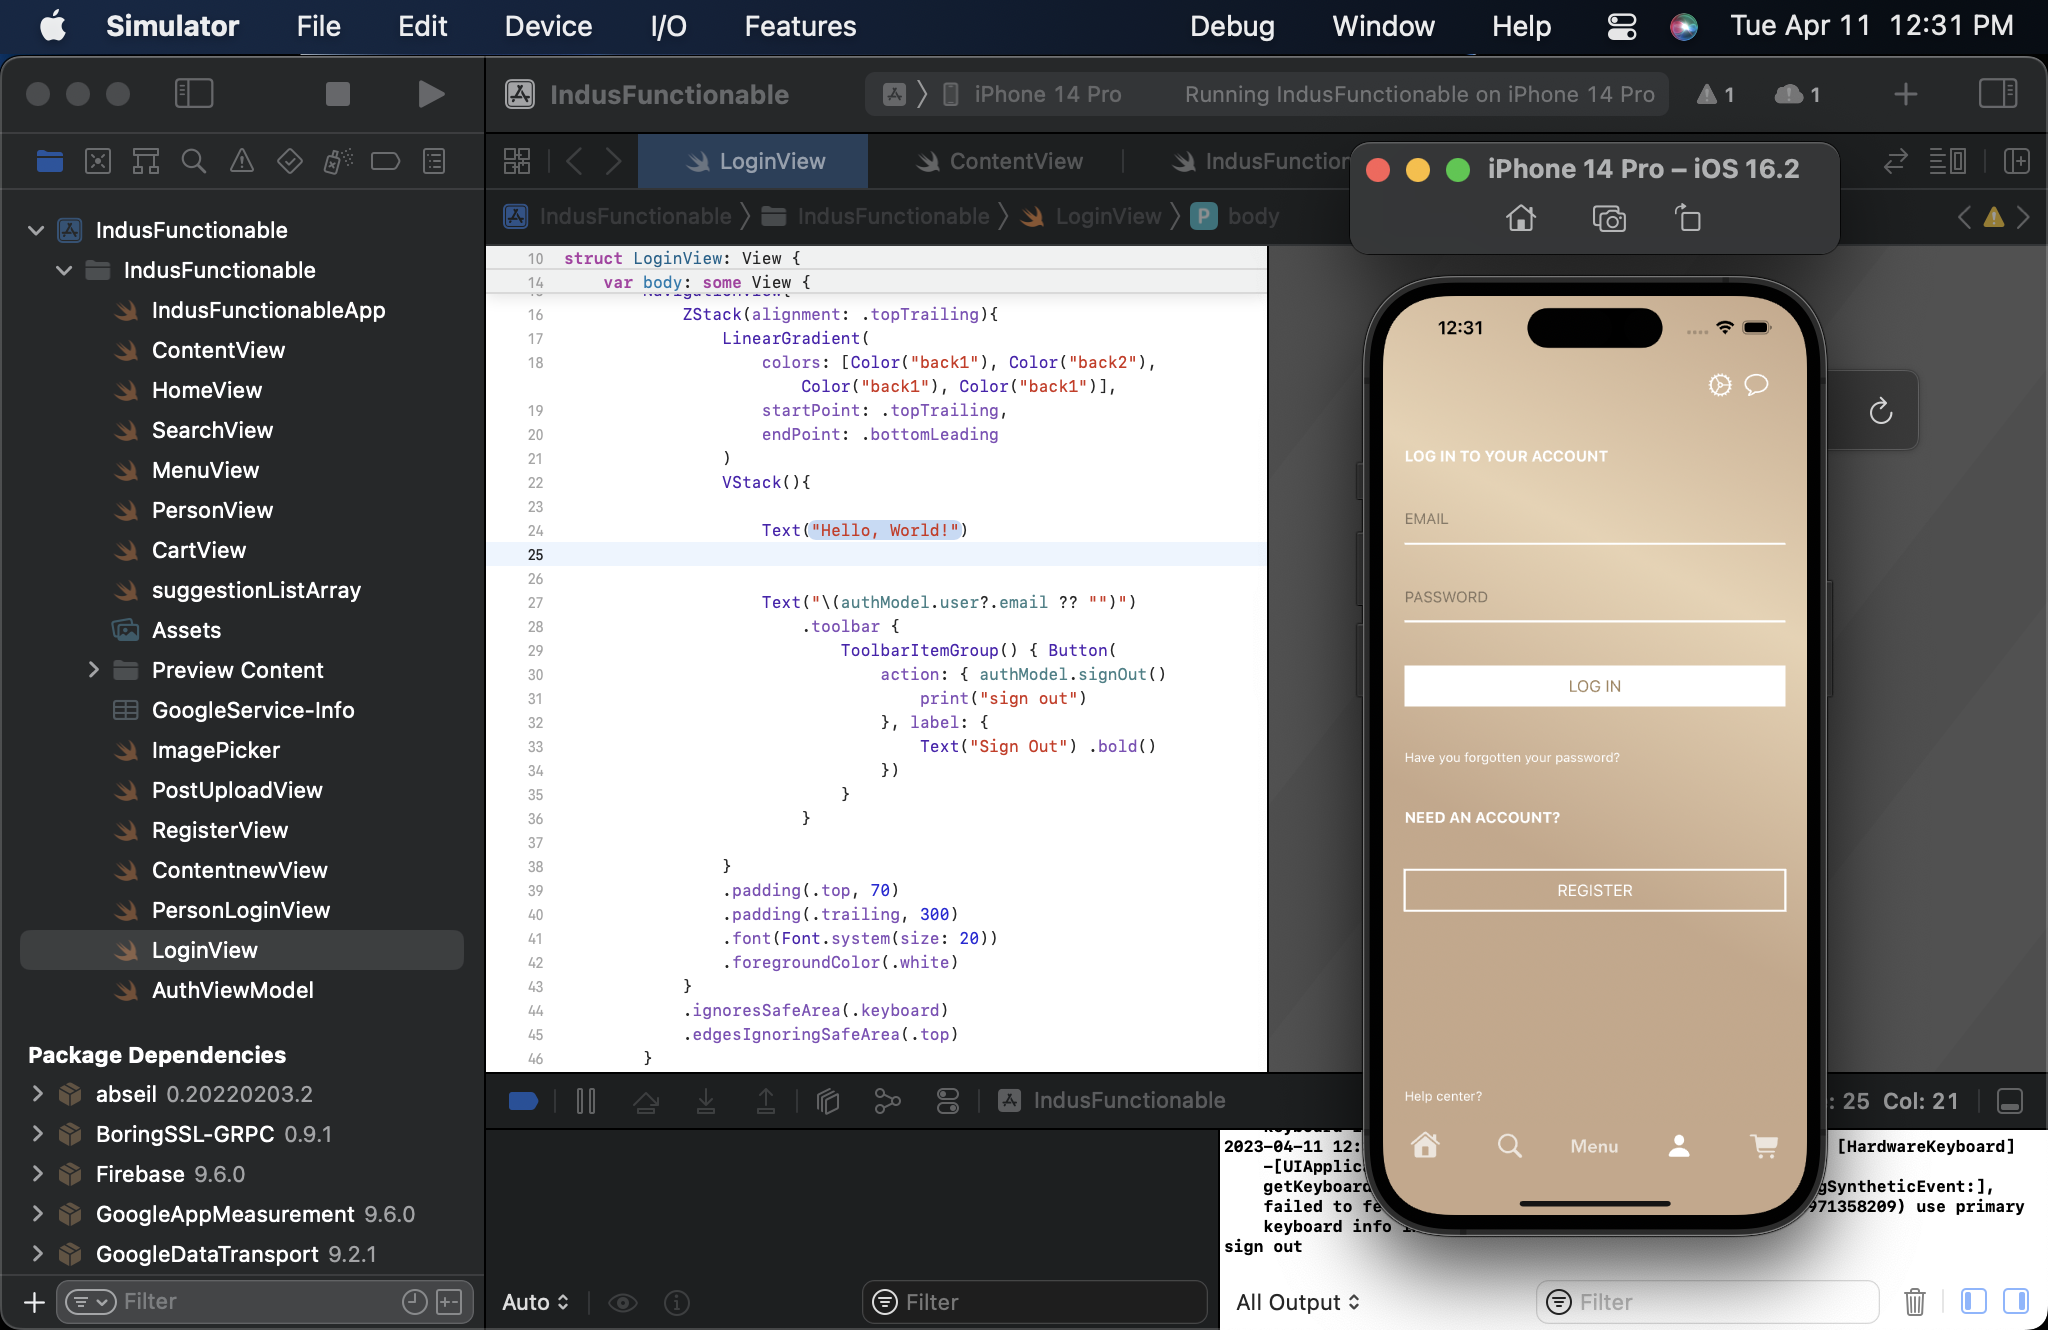 Simulator File Edit Device I/O Features Debug Window Help Tue Apr 11 12:31 PM
IndusFunctionable iPhone 14 Pro Running IndusFunctionable on iPhone 14 Pro 1 1
LoginView ContentView IndusFunction
IndusFunctionable IndusFunctionable LoginView P body
IndusFunctionable
IndusFunctionable
IndusFunctionableApp
ContentView
HomeView
SearchView
MenuView
PersonView
CartView
suggestionListArray
Assets
Preview Content
GoogleService-Info
ImagePicker
PostUploadView
RegisterView
ContentnewView
PersonLoginView
LoginView
AuthViewModel
Package Dependencies
abseil 0.20220203.2
BoringSSL-GRPC 0.9.1
Firebase 9.6.0
GoogleAppMeasurement 9.6.0
GoogleDataTransport 9.2.1
Filter
10 struct LoginView: View {
14 var body: some View {
16 ZStack(alignment: .topTrailing){
17 LinearGradient(
18 colors: [Color("back1"), Color("back2"),
Color("back1"), Color("back1")],
19 startPoint: .topTrailing,
20 endPoint: .bottomLeading
21 )
22 VStack(){
23
24 Text("Hello, World!")
25
26
27 Text("\(authModel.user?.email ?? "")")
28 .toolbar {
29 ToolbarItemGroup() { Button(
30 action: { authModel.signOut()
31 print("sign out")
32 }, label: {
33 Text("Sign Out") .bold()
34 })
35 }
36 }
37
38 }
39 .padding(.top, 70)
40 .padding(.trailing, 300)
41 .font(Font.system(size: 20))
42 .foregroundColor(.white)
43 }
44 .ignoresSafeArea(.keyboard)
45 .edgesIgnoringSafeArea(.top)
46 }
IndusFunctionable
: 25 Col: 21
Auto
Filter
2023-04-11 12: [HardwareKeyboard]
-[UIApplic
getKeyboard gSyntheticEvent:],
failed to fe 971358209) use primary
keyboard info
sign out
All Output
Filter
iPhone 14 Pro – iOS 16.2
12:31
LOG IN TO YOUR ACCOUNT
EMAIL
PASSWORD
LOG IN
Have you forgotten your password?
NEED AN ACCOUNT?
REGISTER
Help center?
Menu